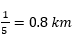 1/5 = 0.8 km